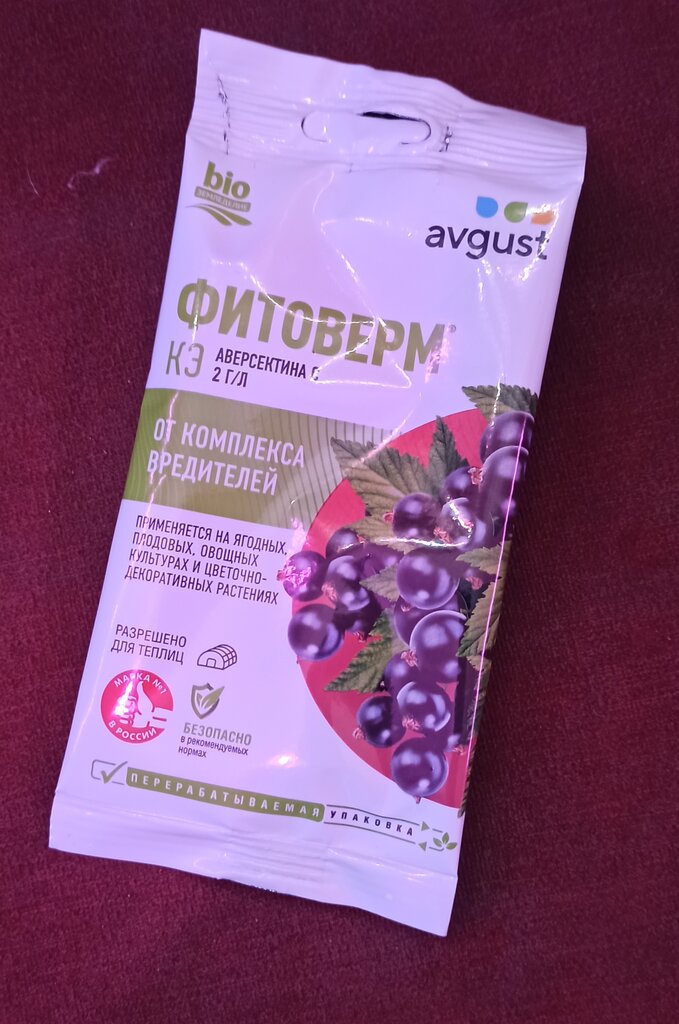 bio
ЗЕМЛЕДЕЛИЕ
avgust
ФИТОВЕРМ®
КЭ
АВЕРСЕКТИНА С
2 Г/Л
ОТ КОМПЛЕКСА
ВРЕДИТЕЛЕЙ
ПРИМЕНЯЕТСЯ НА ЯГОДНЫХ,
ПЛОДОВЫХ, ОВОЩНЫХ
КУЛЬТУРАХ И ЦВЕТОЧНО-
ДЕКОРАТИВНЫХ РАСТЕНИЯХ
РАЗРЕШЕНО
ДЛЯ ТЕПЛИЦ
МАРКА №1
В РОССИИ
БЕЗОПАСНО
в рекомендуемых
нормах
ПЕРЕРАБАТЫВАЕМАЯ УПАКОВКА